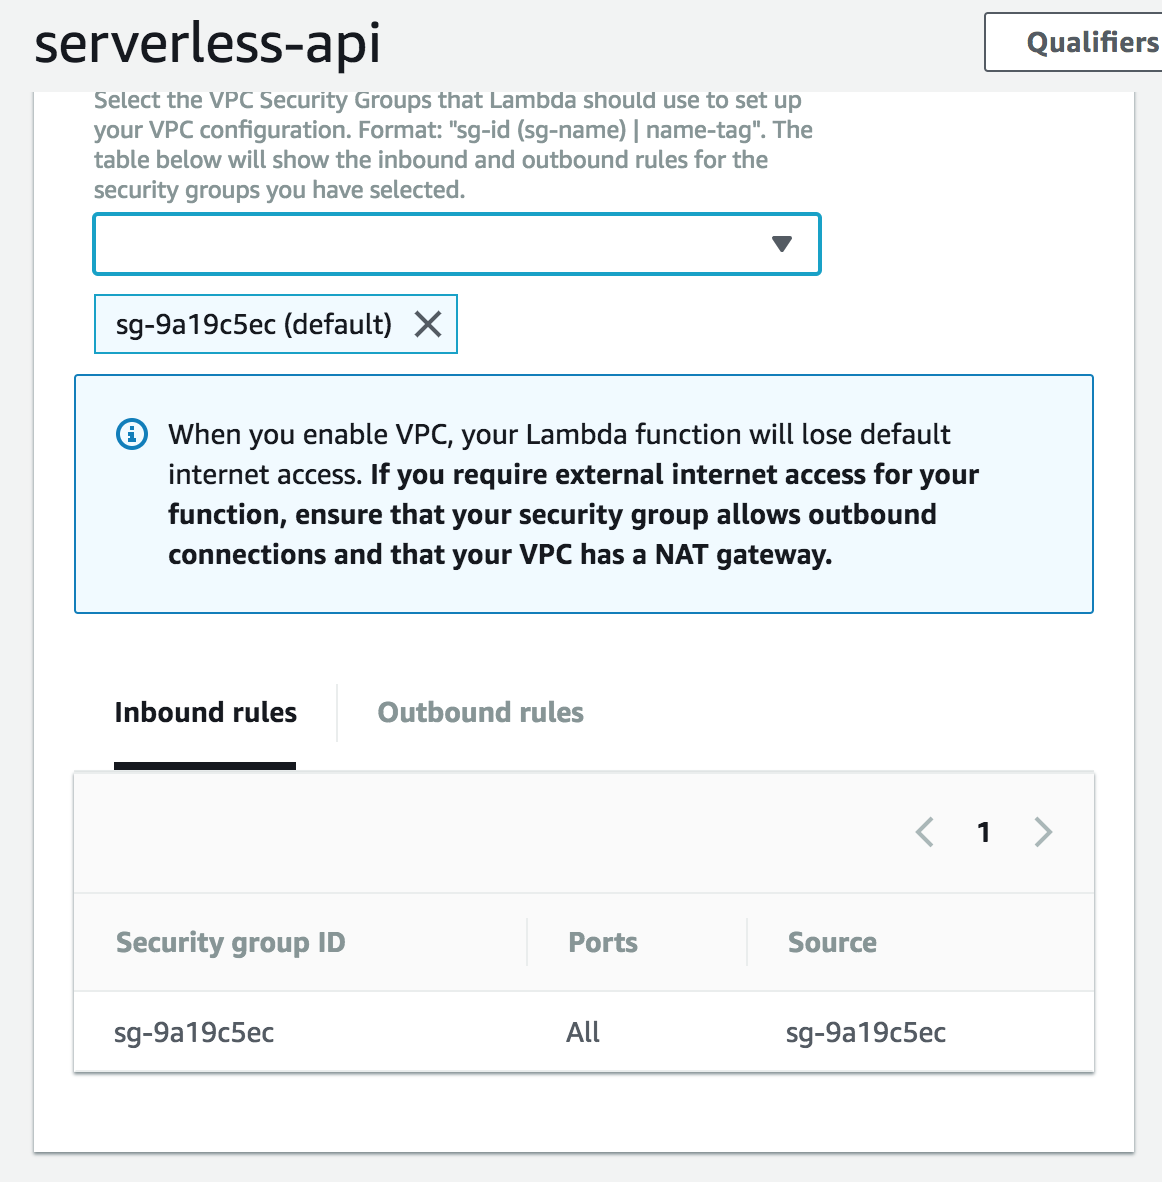 serverless-api
Qualifiers
Select the VPC Security Groups that Lambda should use to set up
your VPC configuration. Format: "sg-id (sg-name) | name-tag". The
table below will show the inbound and outbound rules for the
security groups you have selected.
sg-9a19c5ec (default)
When you enable VPC, your Lambda function will lose default
internet access. If you require external internet access for your
function, ensure that your security group allows outbound
connections and that your VPC has a NAT gateway.
Inbound rules
Outbound rules
1
Security group ID Ports Source
sg-9a19c5ec All sg-9a19c5ec